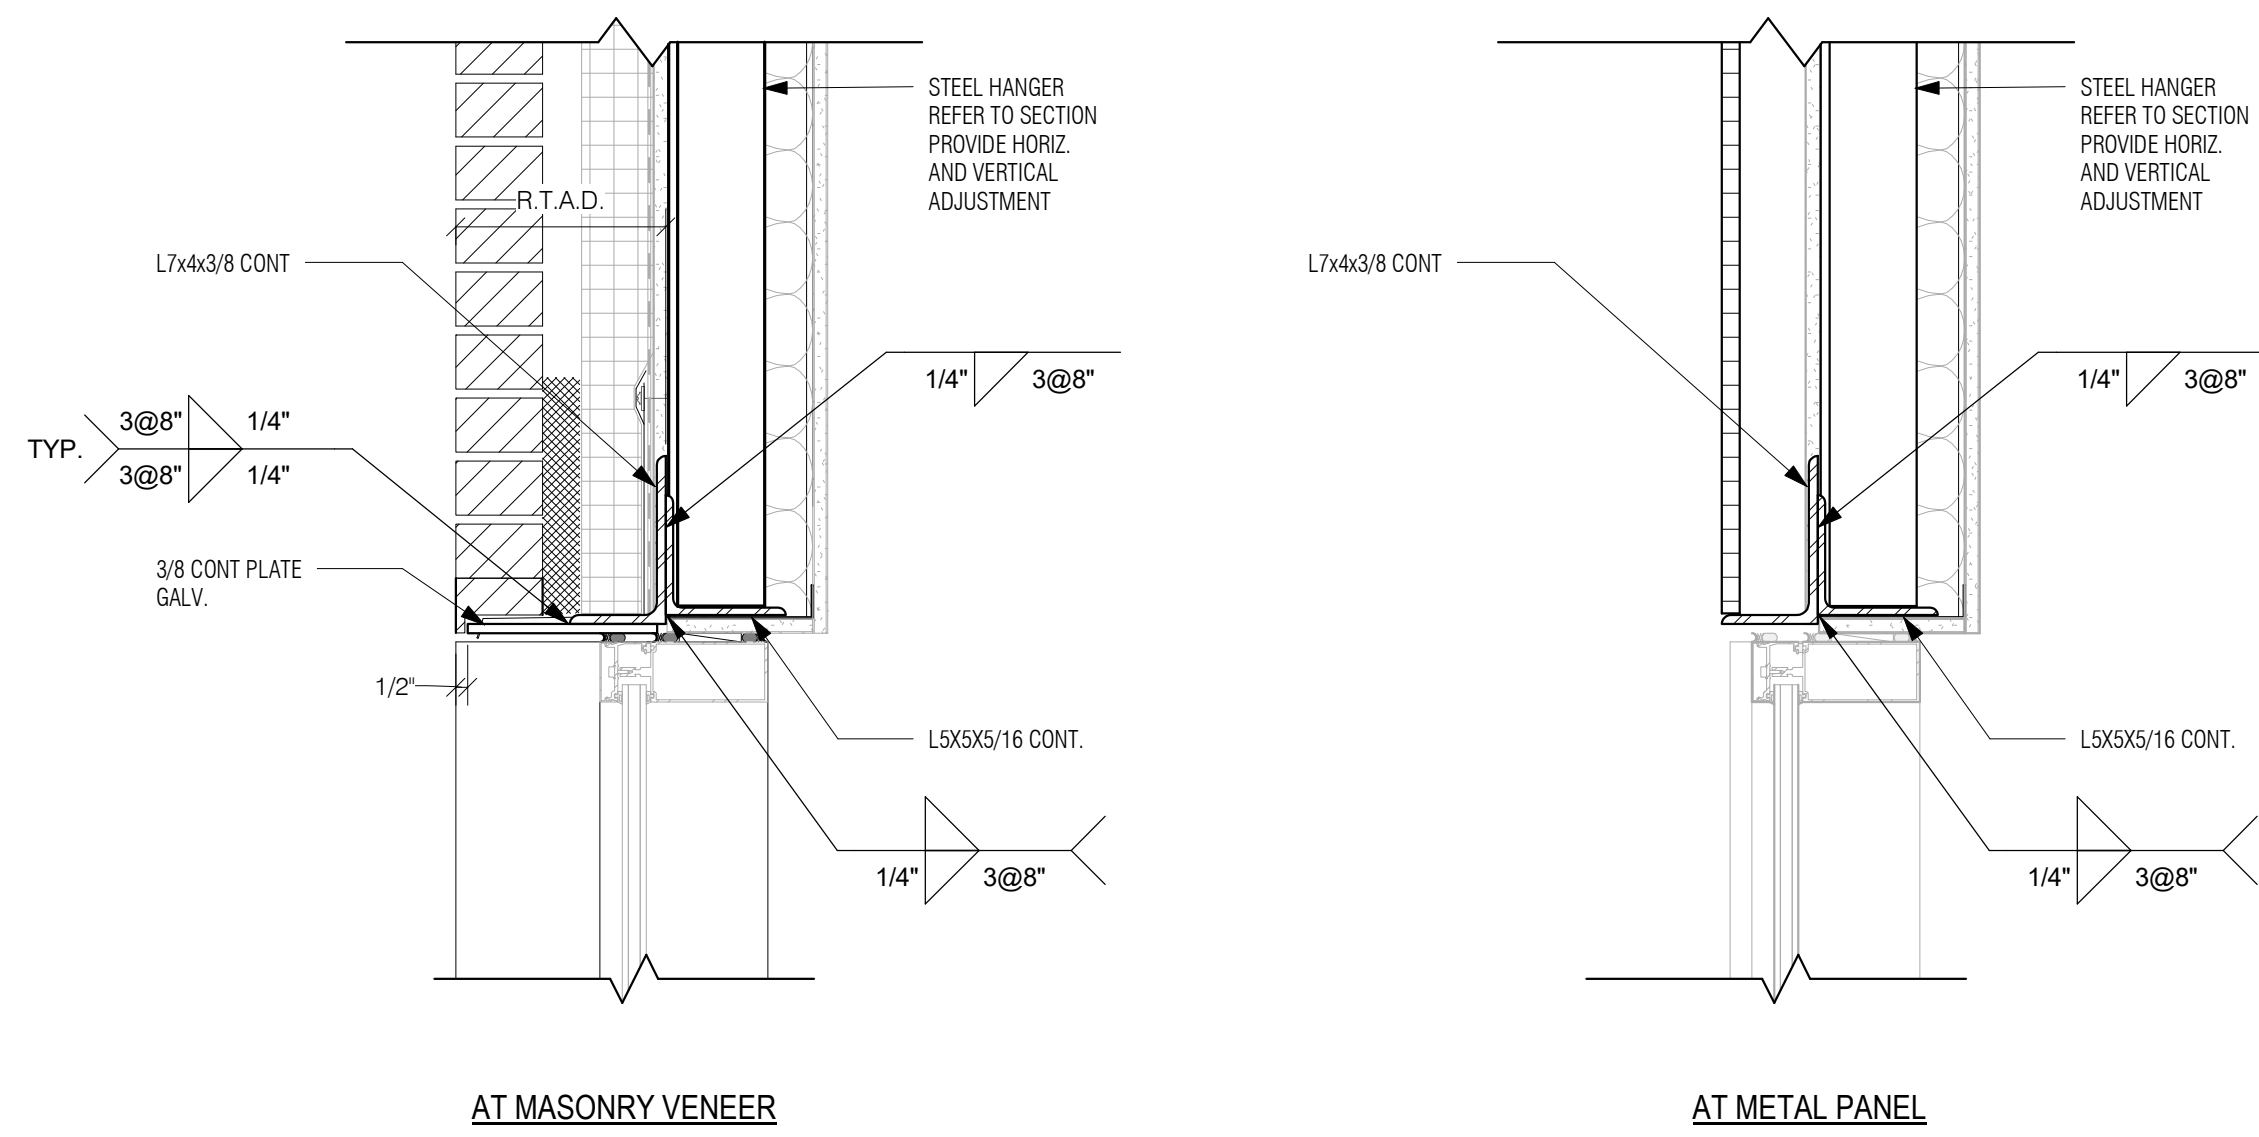 STEEL HANGER
REFER TO SECTION
PROVIDE HORIZ.
AND VERTICAL
ADJUSTMENT
R.T.A.D.
L7x4x3/8 CONT
1/4" 3@8"
TYP.
3@8" 1/4"
3@8" 1/4"
3/8 CONT PLATE
GALV.
1/2"
L5X5X5/16 CONT.
1/4" 3@8"
AT MASONRY VENEER
STEEL HANGER
REFER TO SECTION
PROVIDE HORIZ.
AND VERTICAL
ADJUSTMENT
L7x4x3/8 CONT
1/4" 3@8"
L5X5X5/16 CONT.
1/4" 3@8"
AT METAL PANEL